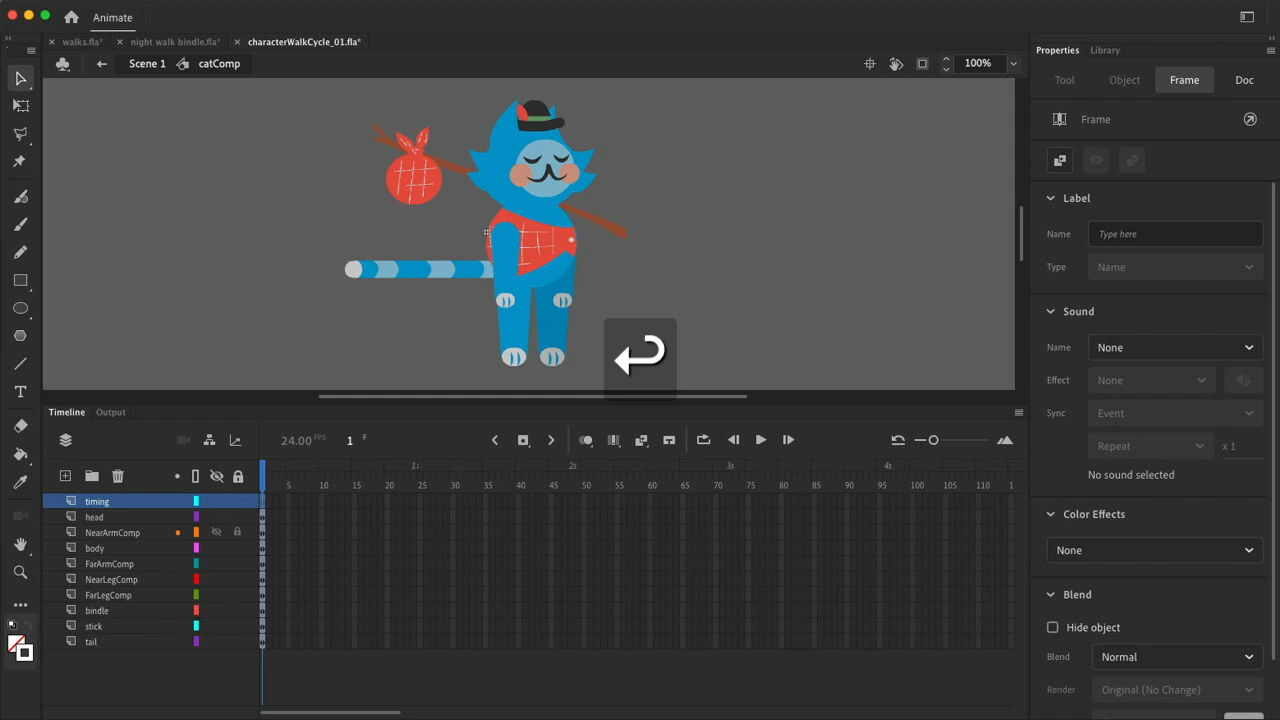 Animate
walks.fla*
night walk bindle.fla*
characterWalkCycle_01.fla*
Scene 1
catComp
100%
Properties
Library
Tool
Object
Frame
Doc
Frame
Label
Name
Type here
Type
Name
Sound
Name
None
Effect
None
Sync
Event
Repeat
x 1
No sound selected
Color Effects
None
Blend
Hide object
Blend
Normal
Render
Original (No Change)
Timeline
Output
24.00 FPS
1 F
1s
2s
3s
4s
5 10 15 20 25 30 35 40 45 50 55 60 65 70 75 80 85 90 95 100 105 110 1
timing
head
NearArmComp
body
FarArmComp
NearLegComp
FarLegComp
bindle
stick
tail